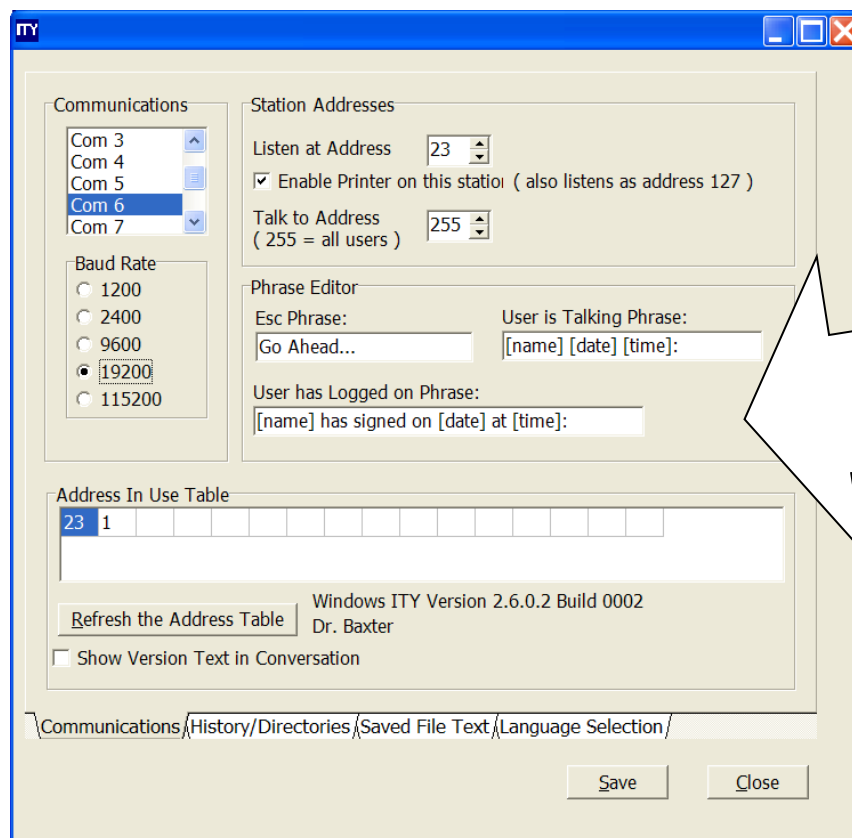 ITY
Communications
Com 3
Com 4
Com 5
Com 6
Com 7
Baud Rate
1200
2400
9600
19200
115200
Station Addresses
Listen at Address 23
Enable Printer on this station ( also listens as address 127 )
Talk to Address
( 255 = all users ) 255
Phrase Editor
Esc Phrase:
Go Ahead...
User is Talking Phrase:
[name] [date] [time]:
User has Logged on Phrase:
[name] has signed on [date] at [time]:
Address In Use Table
23 1
Refresh the Address Table
Windows ITY Version 2.6.0.2 Build 0002
Dr. Baxter
Show Version Text in Conversation
Communications History/Directories Saved File Text Language Selection
Save Close